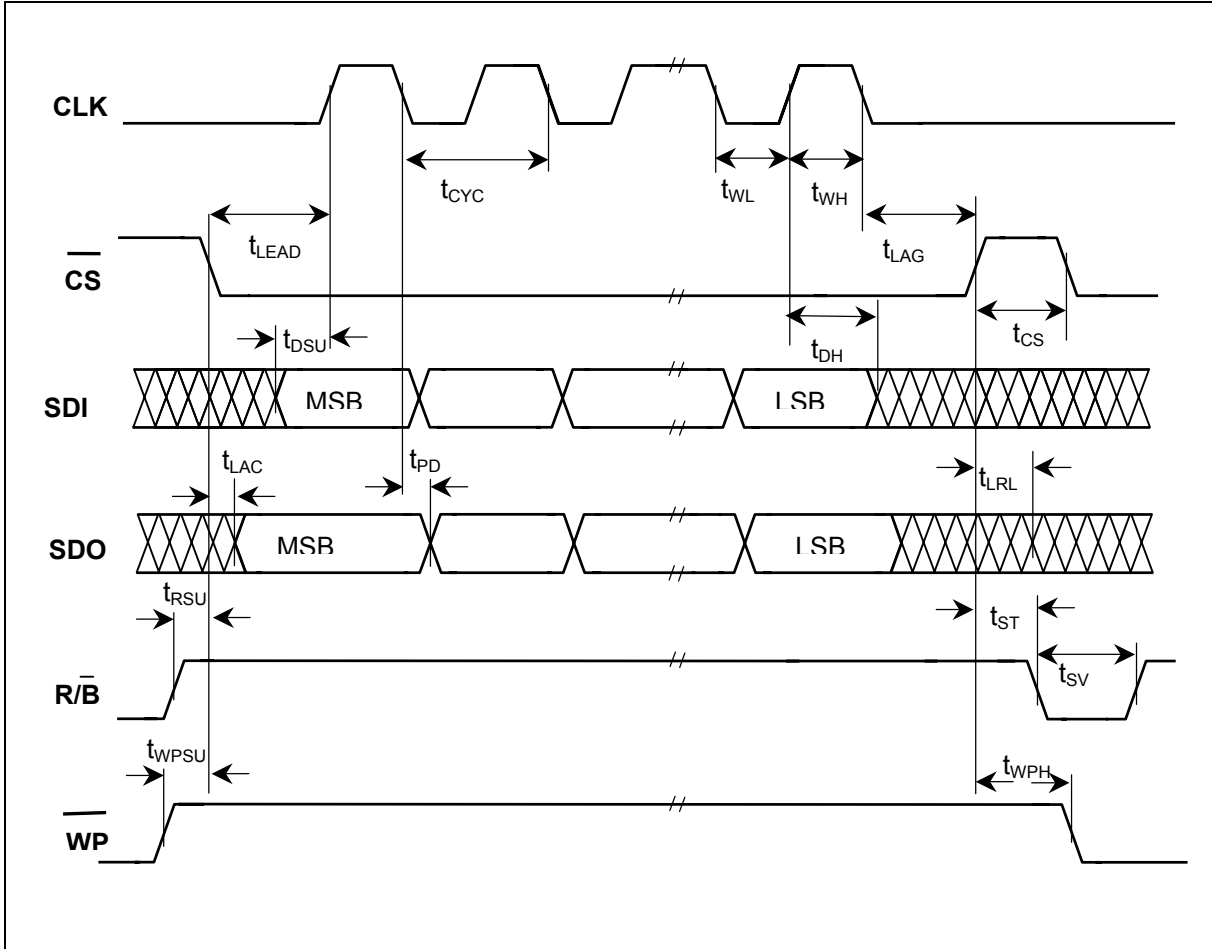 CLK
tCYC
tWL
tWH
tLEAD
tLAG
CS
tDSU
tDH
tCS
SDI
MSB
LSB
tLAC
tPD
tLRL
SDO
MSB
LSB
tRSU
tST
R/B
tSV
tWPSU
tWPH
WP